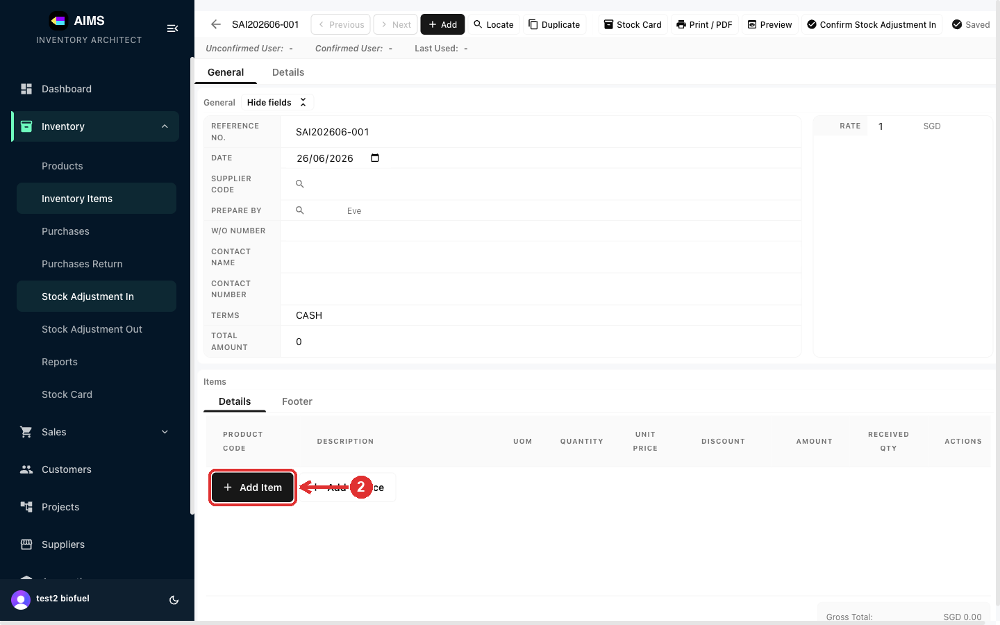 AIMS
INVENTORY ARCHITECT
Dashboard
Inventory
Products
Inventory Items
Purchases
Purchases Return
Stock Adjustment In
Stock Adjustment Out
Reports
Stock Card
Sales
Customers
Projects
Suppliers
test2 biofuel
SAI202606-001
Previous
Next
Add
Locate
Duplicate
Stock Card
Print / PDF
Preview
Confirm Stock Adjustment In
Saved
Unconfirmed User: -
Confirmed User: -
Last Used: -
General
Details
General
Hide fields
REFERENCE NO.
SAI202606-001
DATE
26/06/2026
SUPPLIER CODE
PREPARE BY
Eve
W/O NUMBER
CONTACT NAME
CONTACT NUMBER
TERMS
CASH
TOTAL AMOUNT
0
RATE
1
SGD
Items
Details
Footer
PRODUCT CODE
DESCRIPTION
UOM
QUANTITY
UNIT PRICE
DISCOUNT
AMOUNT
RECEIVED QTY
ACTIONS
Add Item
2
Add
Gross Total:
SGD 0.00